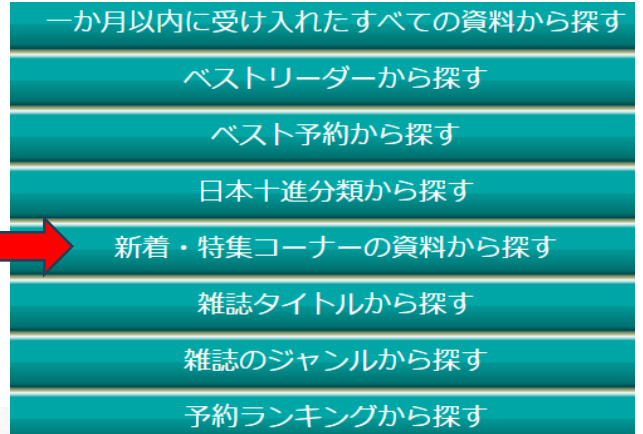 一か月以内に受け入れたすべての資料から探す
ベストリーダーから探す
ベスト予約から探す
日本十進分類から探す
新着・特集コーナーの資料から探す
雑誌タイトルから探す
雑誌のジャンルから探す
予約ランキングから探す